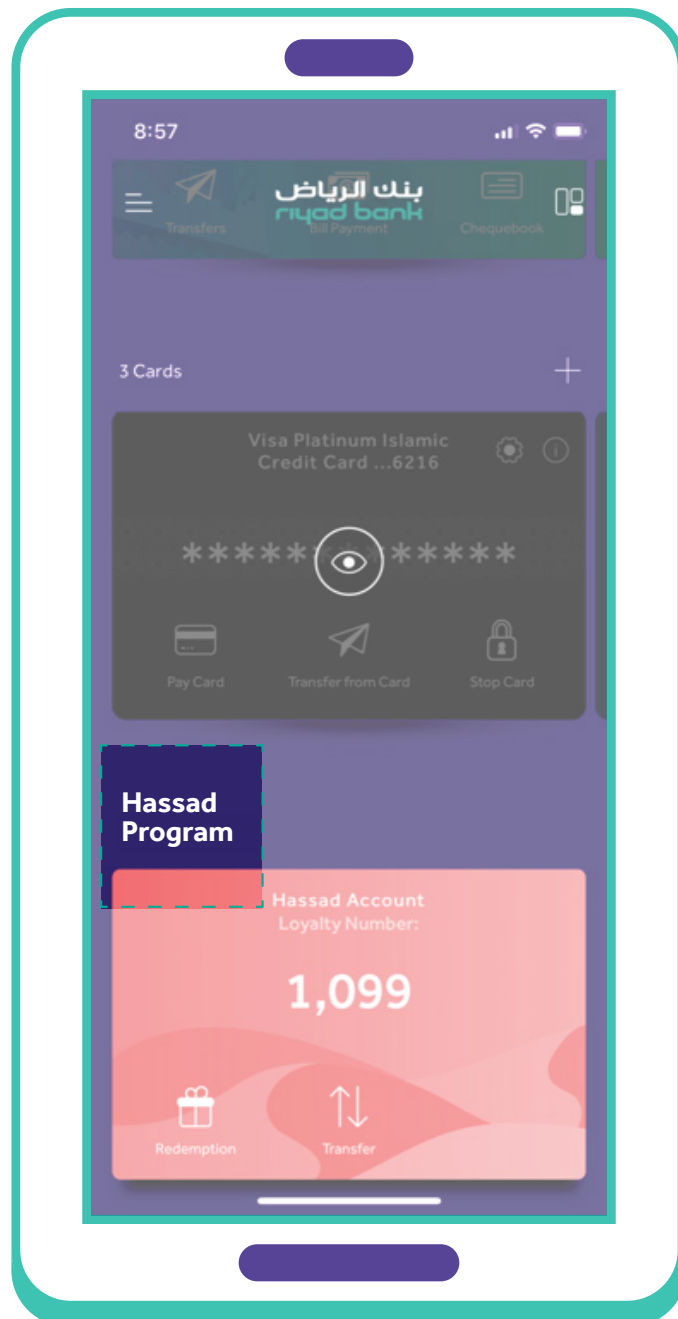 8:57
بنك الرياض
riyad bank
Transfers
Bill Payment
Chequebook
3 Cards
Visa Platinum Islamic
Credit Card ...6216
*************
Pay Card
Transfer from Card
Stop Card
Hassad
Program
Hassad Account
Loyalty Number:
1,099
Redemption
Transfer